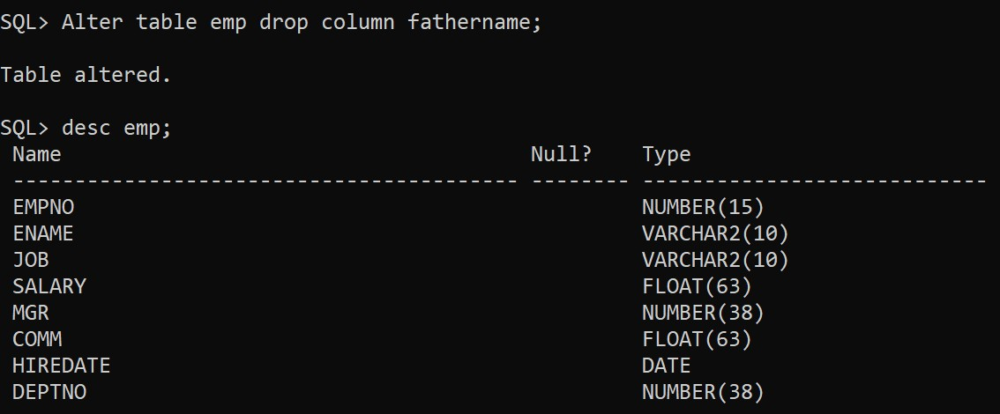 SQL> Alter table emp drop column fathername;
Table altered.
SQL> desc emp;
Name Null? Type
----------------------------------------- -------- ----------------------------
EMPNO NUMBER(15)
ENAME VARCHAR2(10)
JOB VARCHAR2(10)
SALARY FLOAT(63)
MGR NUMBER(38)
COMM FLOAT(63)
HIREDATE DATE
DEPTNO NUMBER(38)